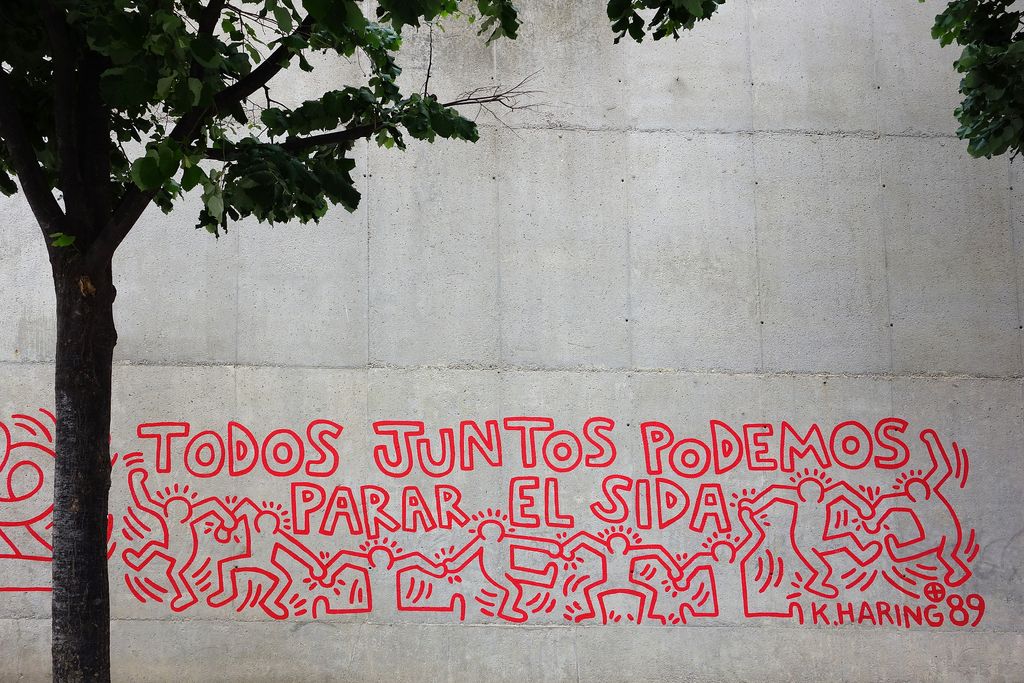 TODOS JUNTOS PODEMOS
PARAR EL SIDA
K.HARING 89